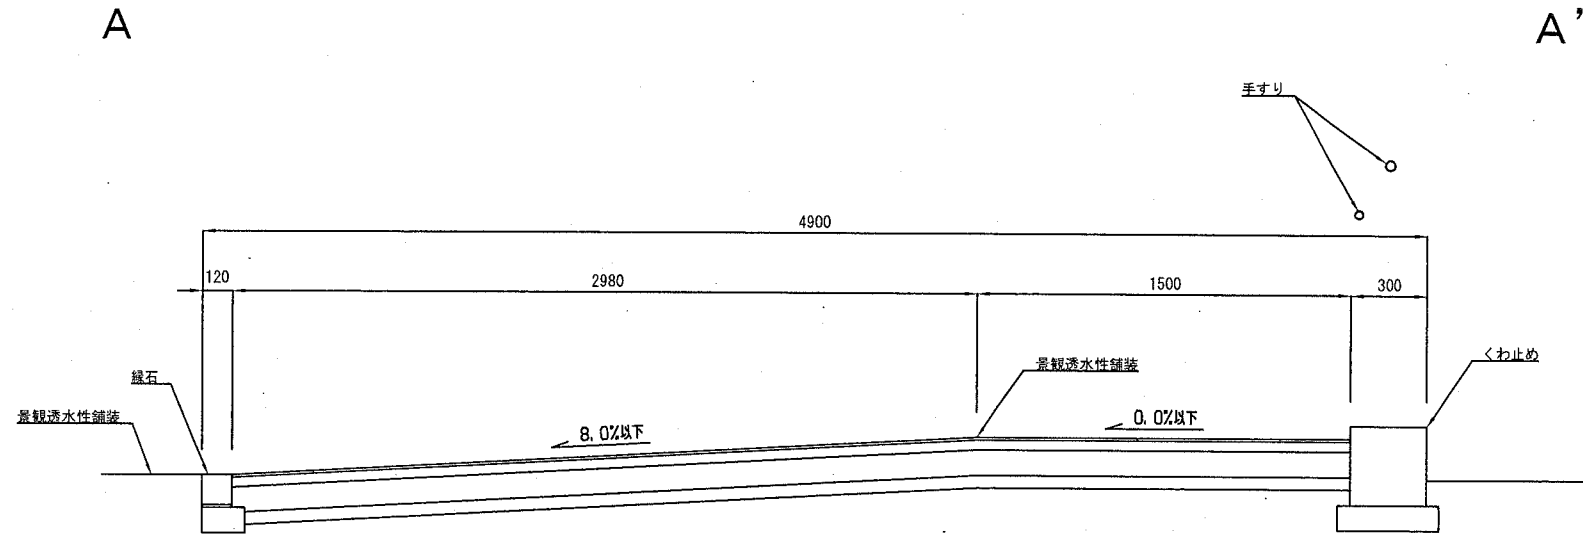 A
A'
手すり
4900
120
2980
1500
300
くわ止め
景観透水性舗装
縁石
景観透水性舗装
8.0%以下
0.0%以下